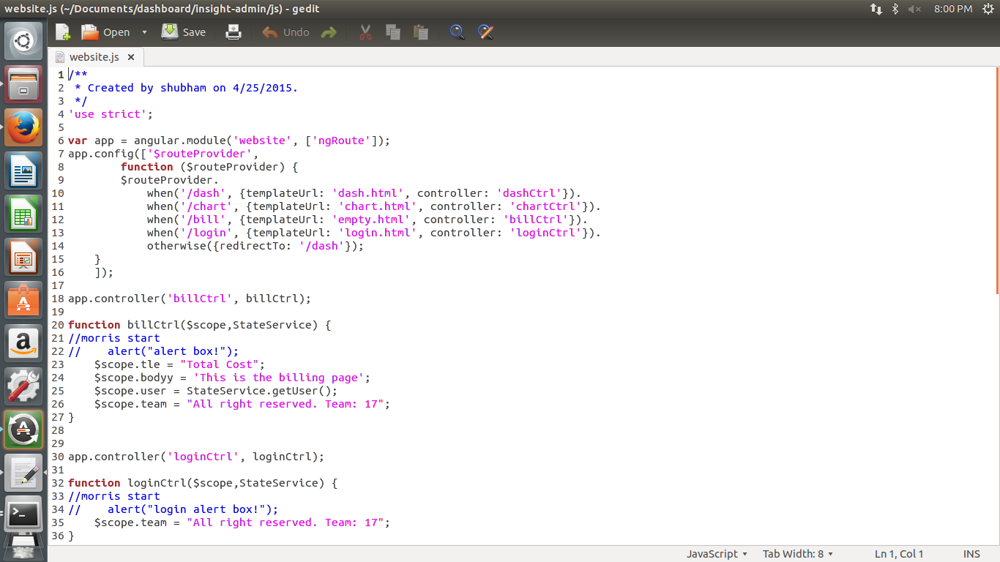 website.js (~/Documents/dashboard/insight-admin/js) - gedit
8:00 PM
Open
Save
Undo
website.js
1 /**
2  * Created by shubham on 4/25/2015.
3  */
4 'use strict';
5
6 var app = angular.module('website', ['ngRoute']);
7 app.config(['$routeProvider',
8         function ($routeProvider) {
9         $routeProvider.
10             when('/dash', {templateUrl: 'dash.html', controller: 'dashCtrl'}).
11             when('/chart', {templateUrl: 'chart.html', controller: 'chartCtrl'}).
12             when('/bill', {templateUrl: 'empty.html', controller: 'billCtrl'}).
13             when('/login', {templateUrl: 'login.html', controller: 'loginCtrl'}).
14             otherwise({redirectTo: '/dash'});
15     }
16     ]);
17
18 app.controller('billCtrl', billCtrl);
19
20 function billCtrl($scope,StateService) {
21 //morris start
22 //    alert("alert box!");
23     $scope.tle = "Total Cost";
24     $scope.bodyy = 'This is the billing page';
25     $scope.user = StateService.getUser();
26     $scope.team = "All right reserved. Team: 17";
27 }
28
29
30 app.controller('loginCtrl', loginCtrl);
31
32 function loginCtrl($scope,StateService) {
33 //morris start
34 //    alert("login alert box!");
35     $scope.team = "All right reserved. Team: 17";
36 }
JavaScript
Tab Width: 8
Ln 1, Col 1
INS